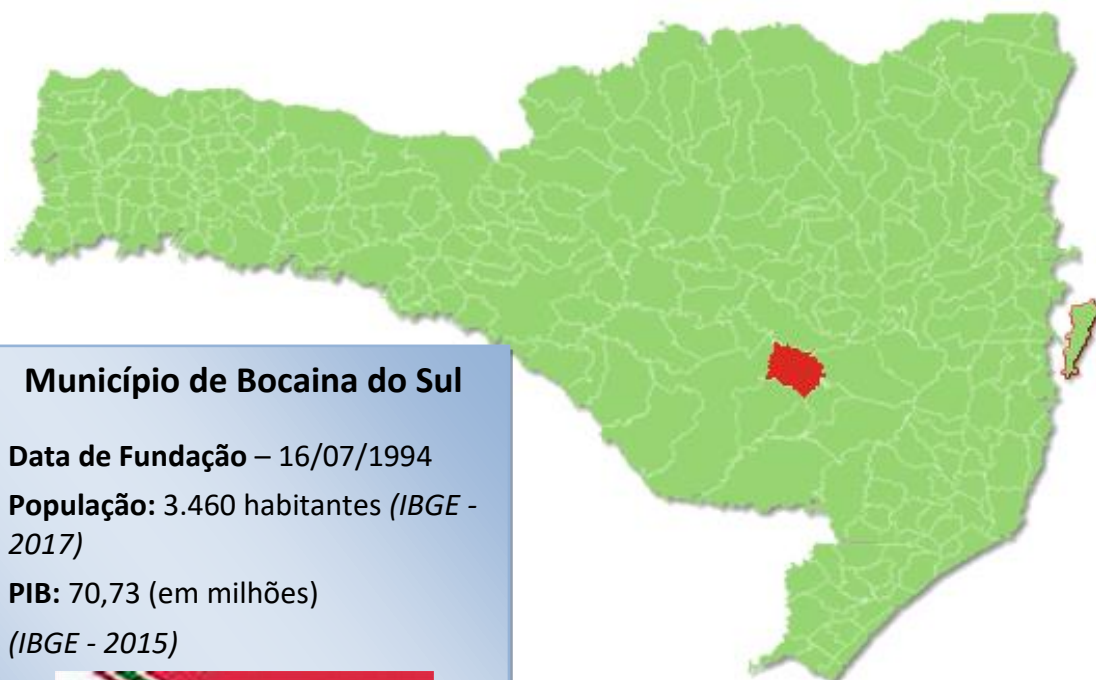 Município de Bocaina do Sul
Data de Fundação – 16/07/1994
População: 3.460 habitantes (IBGE -
2017)
PIB: 70,73 (em milhões)
(IBGE - 2015)